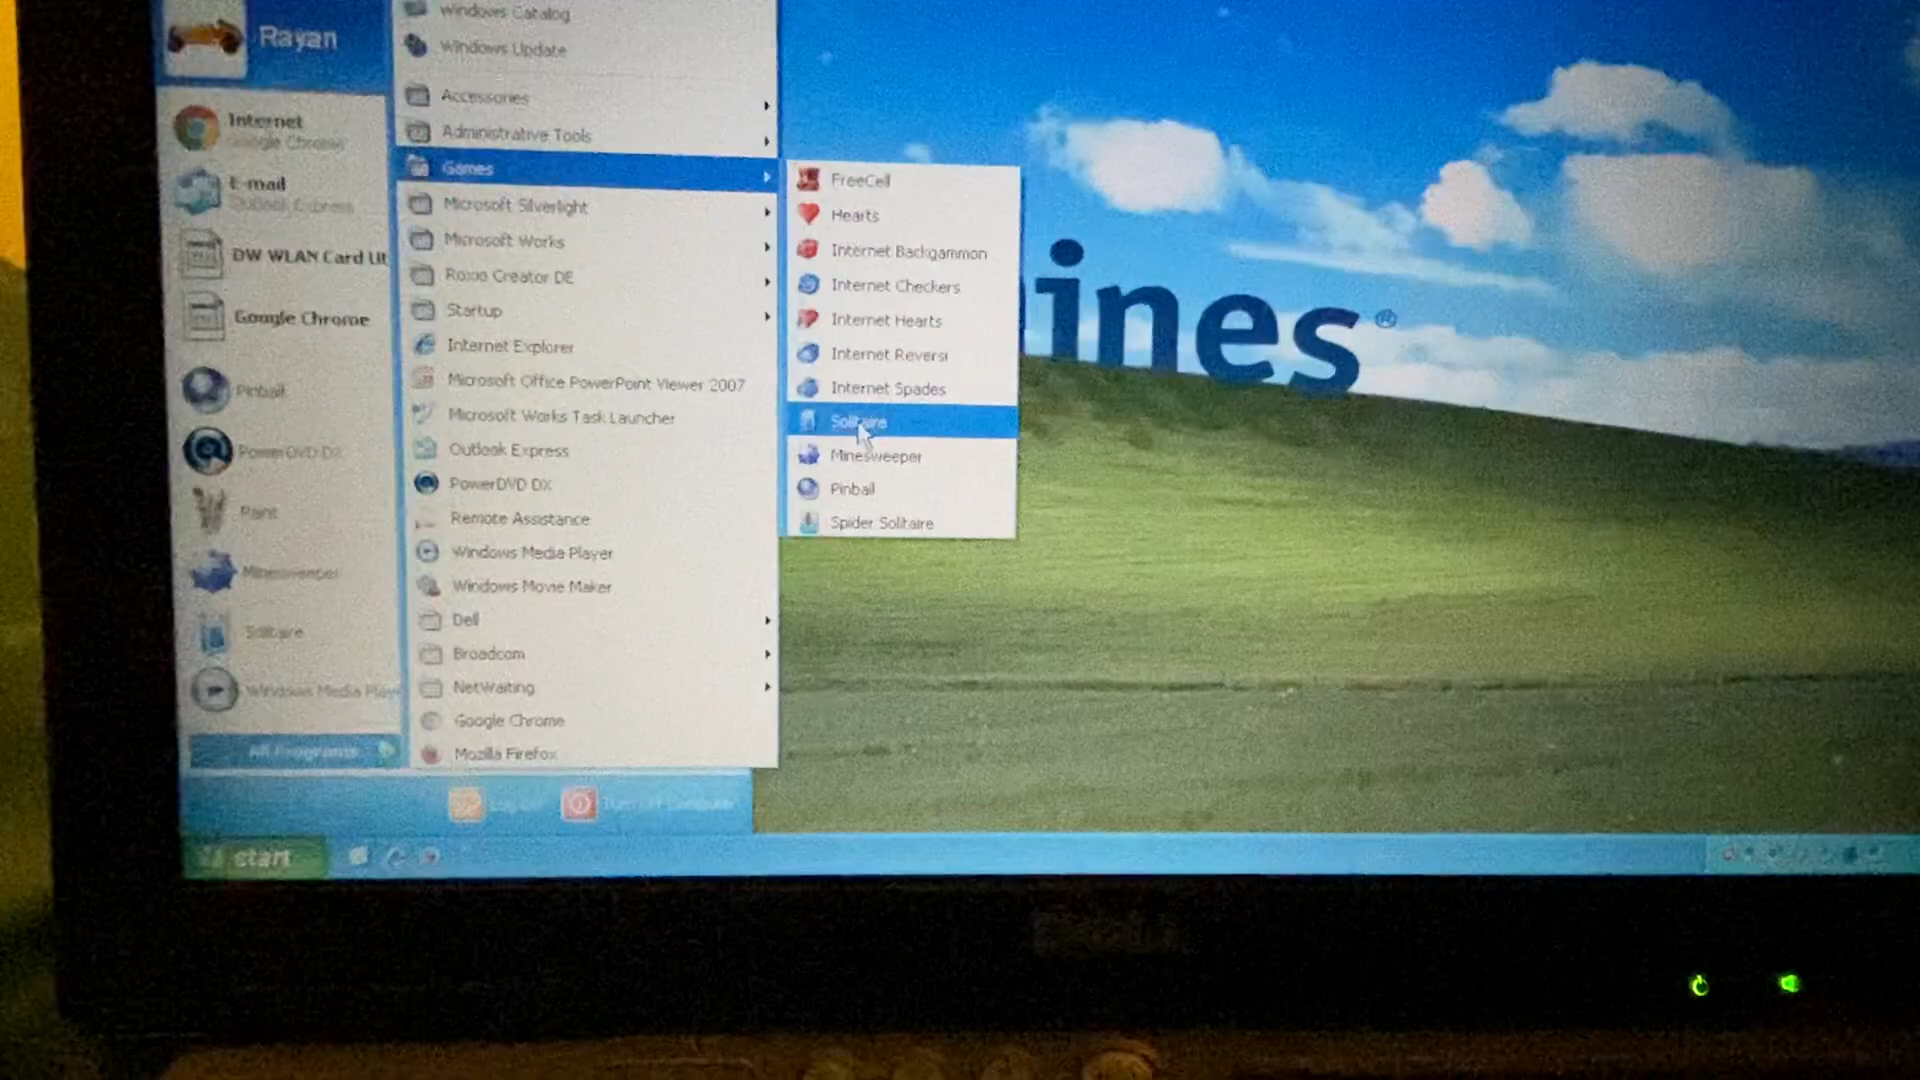 Rayan
Internet
Google Chrome
E-mail
Outlook Express
DW WLAN Card Ut
Google Chrome
Pinball
PowerDVD DX
Paint
Minesweeper
Solitaire
Windows Media Play
All Programs
Windows Catalog
Windows Update
Accessories
Administrative Tools
Games
Microsoft Silverlight
Microsoft Works
Roxio Creator DE
Startup
Internet Explorer
Microsoft Office PowerPoint Viewer 2007
Microsoft Works Task Launcher
Outlook Express
PowerDVD DX
Remote Assistance
Windows Media Player
Windows Movie Maker
Dell
Broadcom
NetWaiting
Google Chrome
Mozilla Firefox
FreeCell
Hearts
Internet Backgammon
Internet Checkers
Internet Hearts
Internet Reversi
Internet Spades
Solitaire
Minesweeper
Pinball
Spider Solitaire
ines®
Log Off
Turn Off Computer
start